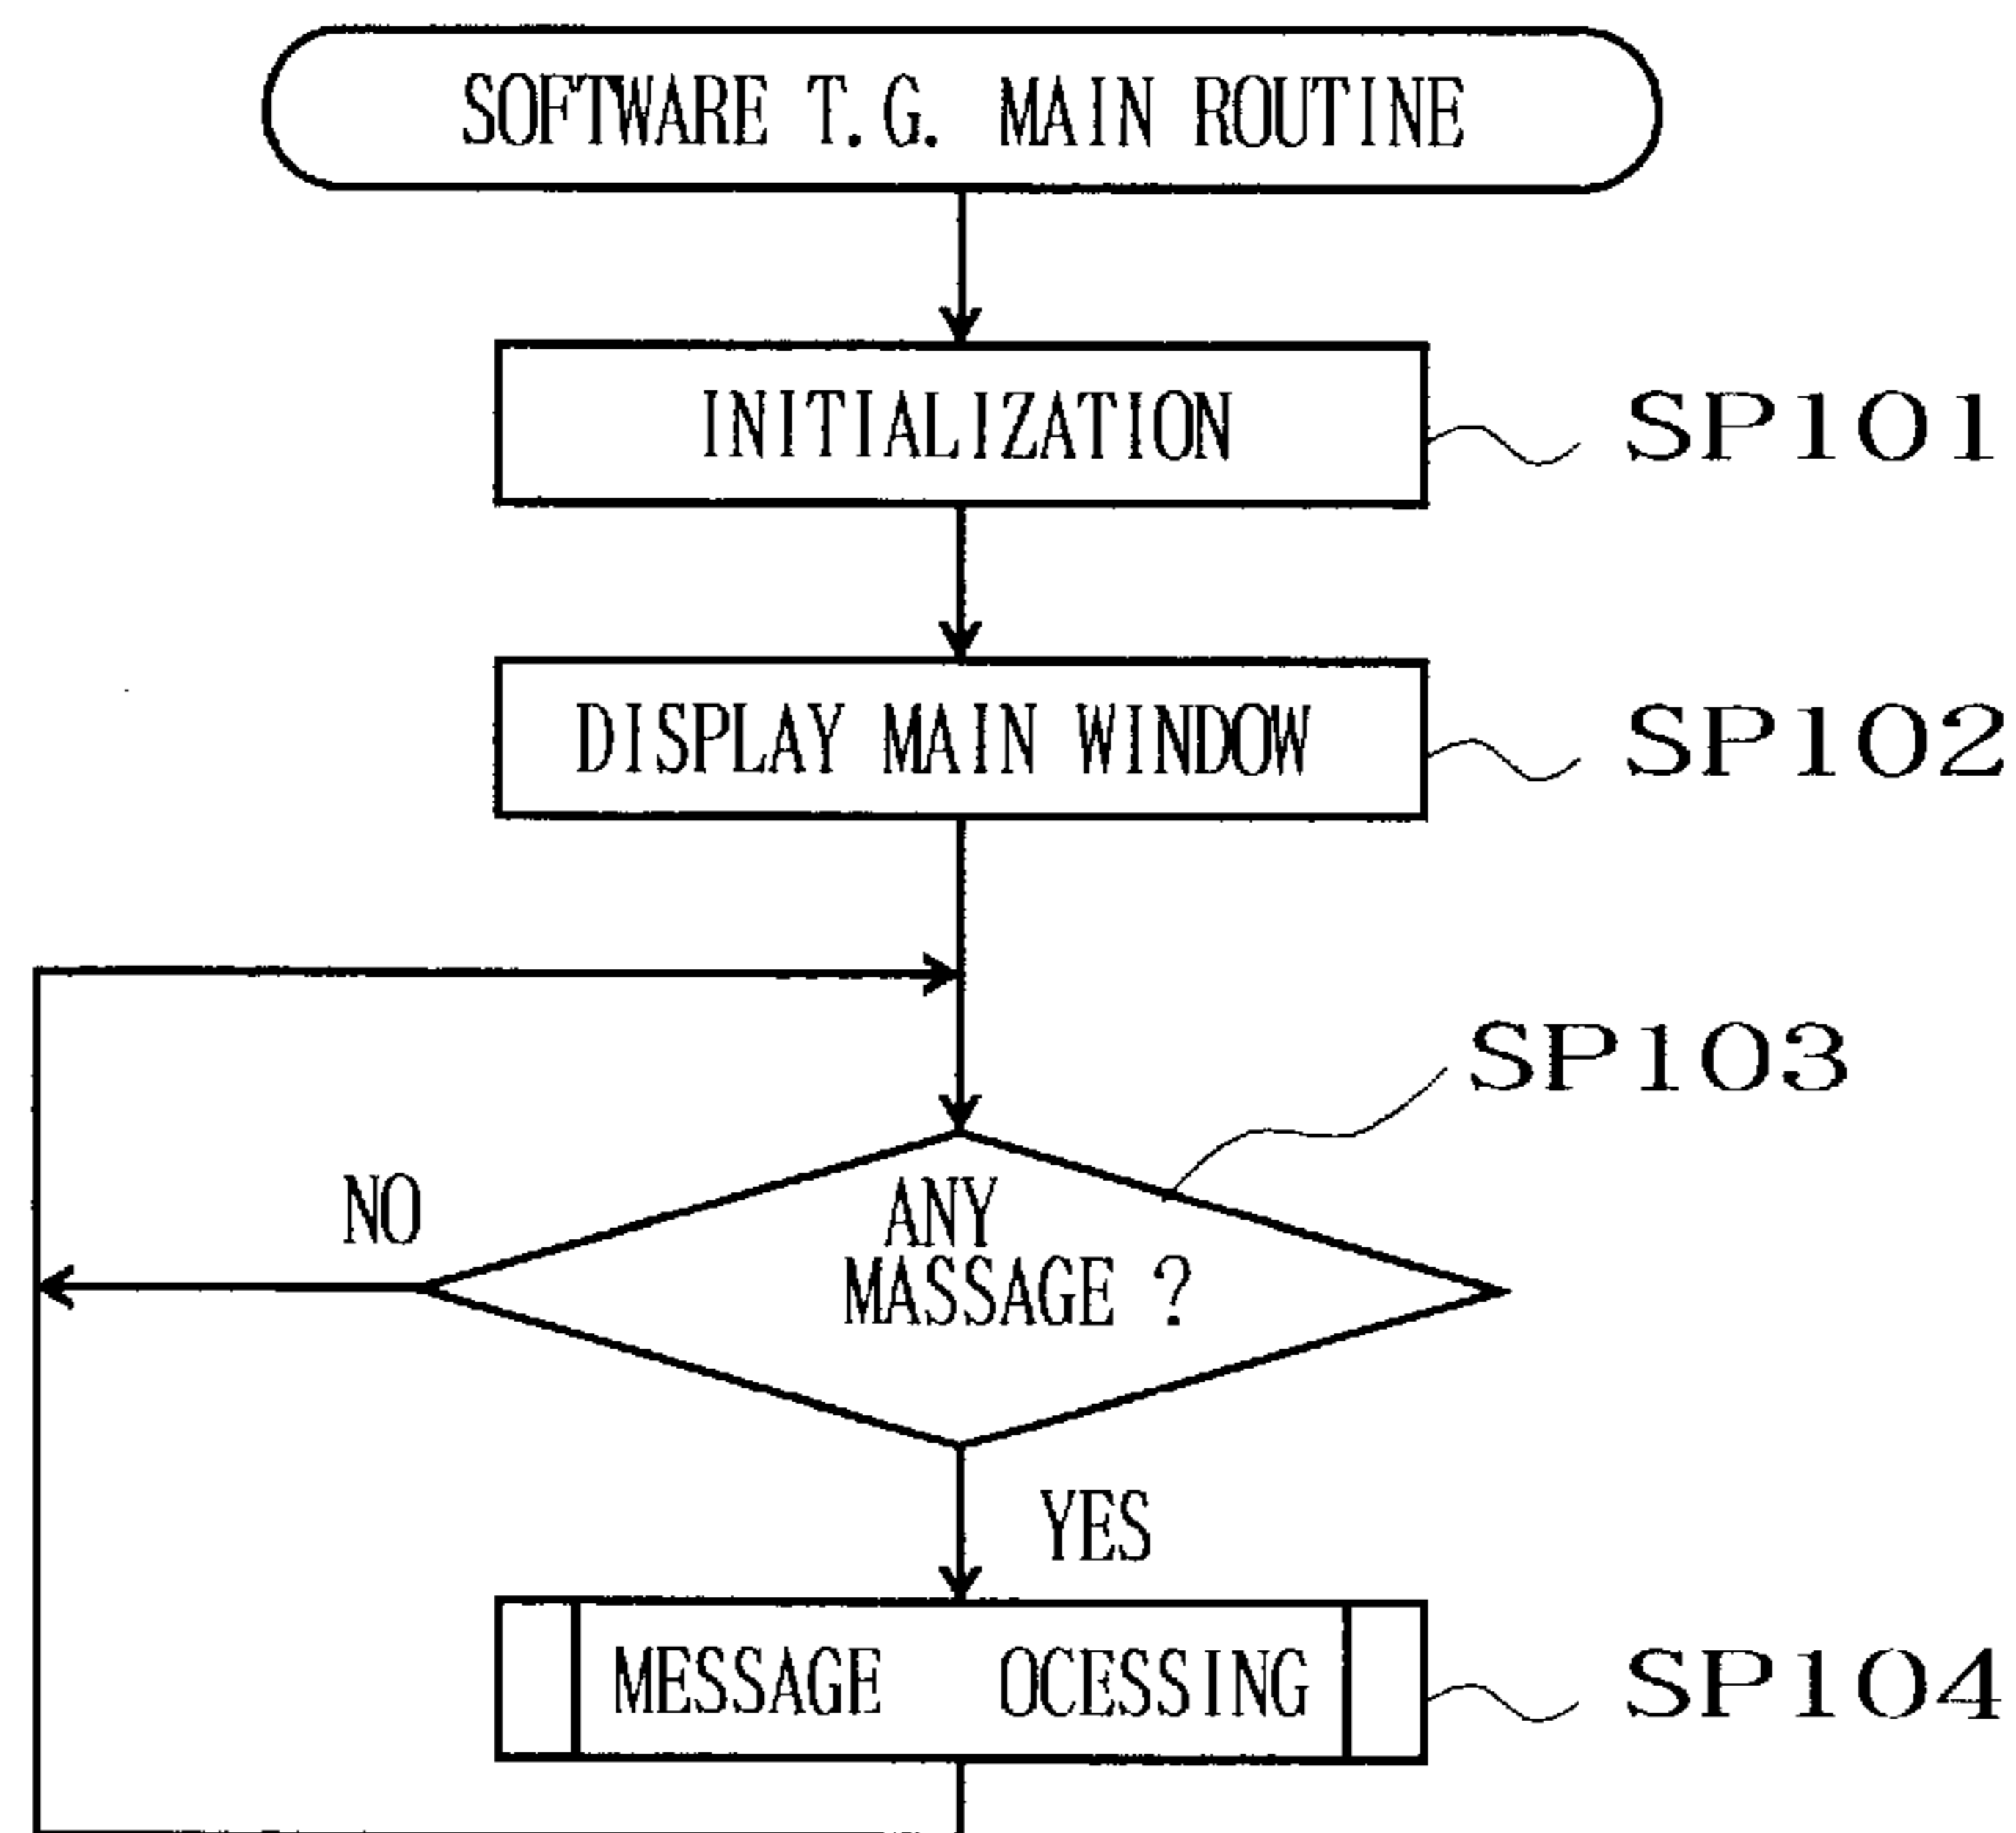 SOFTWARE T.G. MAIN ROUTINE
INITIALIZATION
SP101
DISPLAY MAIN WINDOW
SP102
SP103
NO
ANY
MASSAGE ?
YES
MESSAGE OCESSING
SP104